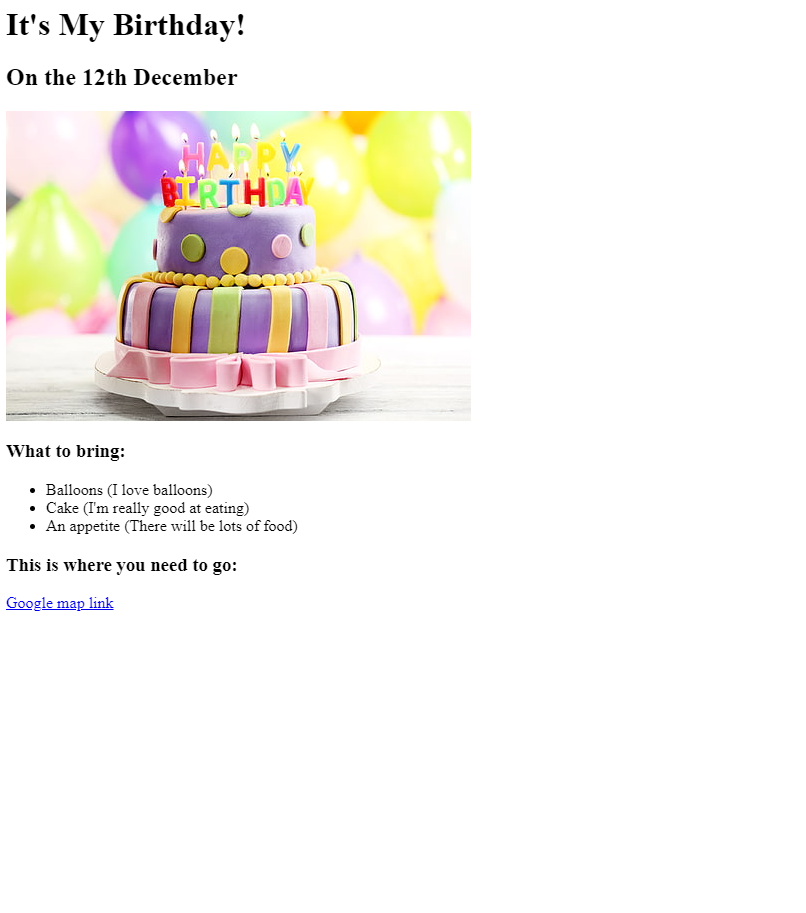 It's My Birthday!
On the 12th December
HAPPY
BIRTHDAY
What to bring:
Balloons (I love balloons)
Cake (I'm really good at eating)
An appetite (There will be lots of food)
This is where you need to go:
Google map link